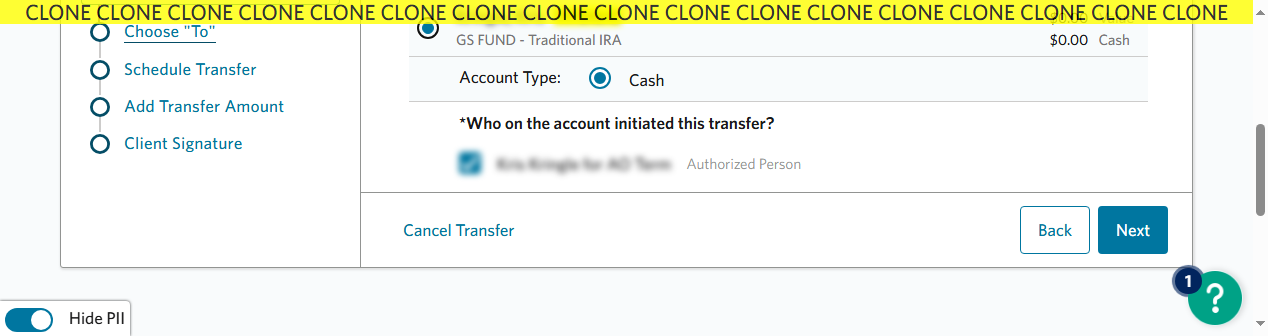 CLONE CLONE CLONE CLONE CLONE CLONE CLONE CLONE CLONE CLONE CLONE CLONE CLONE CLONE CLONE CLONE CLONE
Choose "To"
Schedule Transfer
Add Transfer Amount
Client Signature
GS FUND - Traditional IRA
$0.00 Cash
Account Type: Cash
*Who on the account initiated this transfer?
Authorized Person
Cancel Transfer
Back
Next
1
?
Hide PII